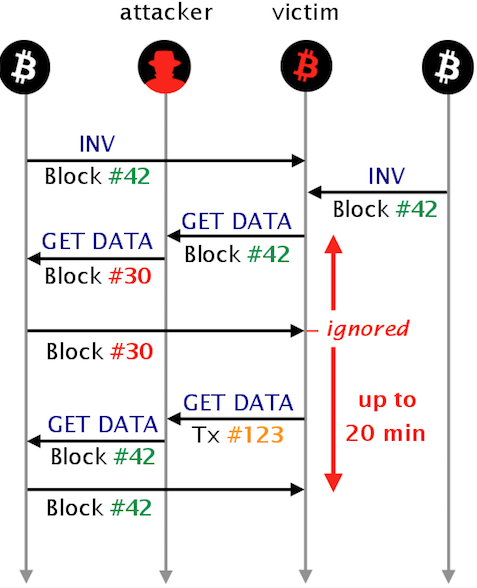 attacker victim
INV
Block #42
INV
Block #42
GET DATA
Block #42
GET DATA
Block #30
ignored
Block #30
up to
20 min
GET DATA
Tx #123
GET DATA
Block #42
Block #42